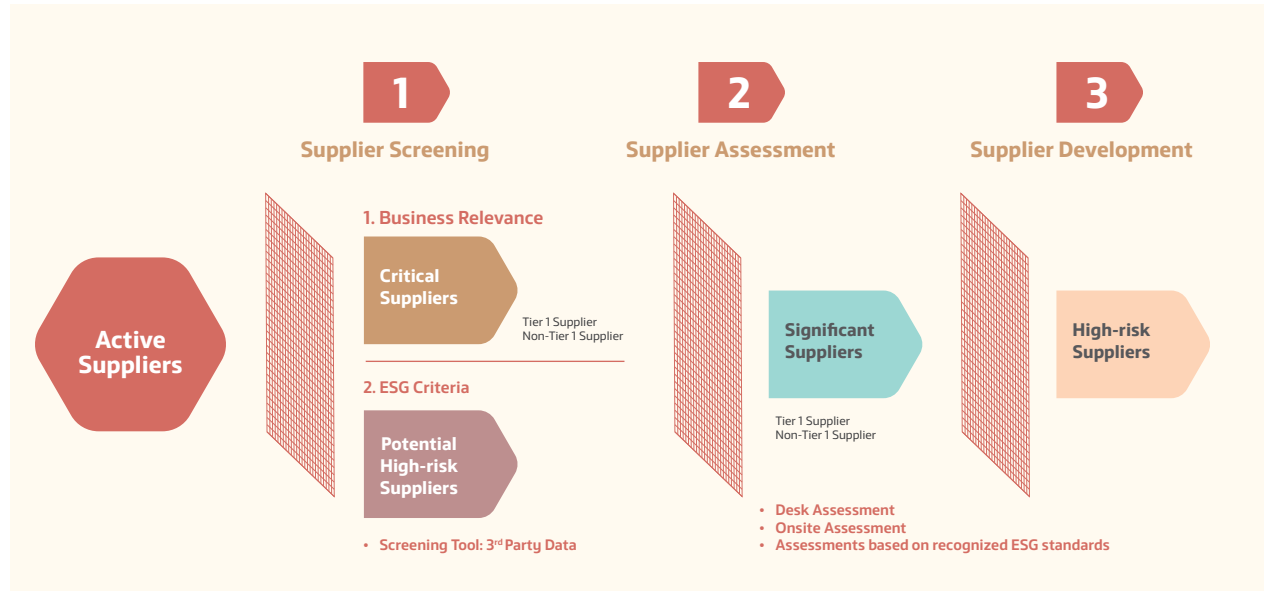 1
Supplier Screening
2
Supplier Assessment
3
Supplier Development
Active
Suppliers
1. Business Relevance
Critical
Suppliers
Tier 1 Supplier
Non-Tier 1 Supplier
2. ESG Criteria
Potential
High-risk
Suppliers
• Screening Tool: 3rd Party Data
Significant
Suppliers
Tier 1 Supplier
Non-Tier 1 Supplier
• Desk Assessment
• Onsite Assessment
• Assessments based on recognized ESG standards
High-risk
Suppliers